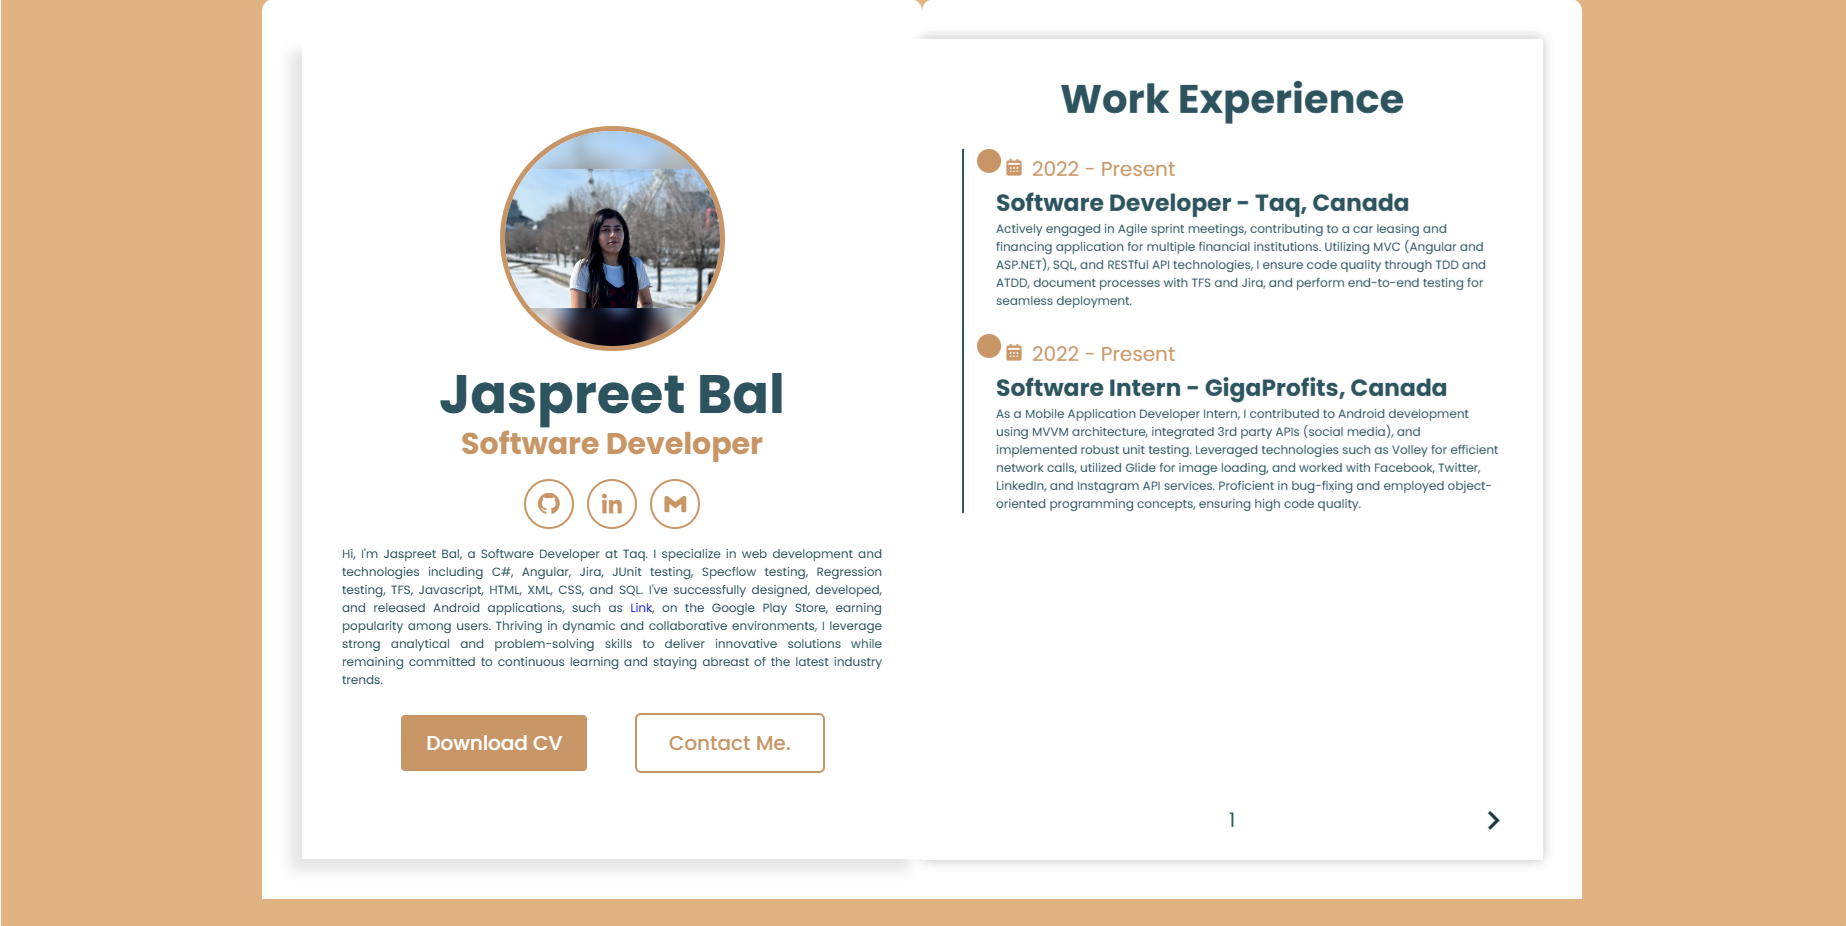 Jaspreet Bal
Software Developer
in
Hi, I'm Jaspreet Bal, a Software Developer at Taq. I specialize in web development and
technologies including C#, Angular, Jira, JUnit testing, Specflow testing, Regression
testing, TFS, Javascript, HTML, XML, CSS, and SQL. I've successfully designed, developed,
and released Android applications, such as Link, on the Google Play Store, earning
popularity among users. Thriving in dynamic and collaborative environments, I leverage
strong analytical and problem-solving skills to deliver innovative solutions while
remaining committed to continuous learning and staying abreast of the latest industry
trends.
Download CV
Contact Me.
Work Experience
2022 - Present
Software Developer - Taq, Canada
Actively engaged in Agile sprint meetings, contributing to a car leasing and
financing application for multiple financial institutions. Utilizing MVC (Angular and
ASP.NET), SQL, and RESTful API technologies, I ensure code quality through TDD and
ATDD, document processes with TFS and Jira, and perform end-to-end testing for
seamless deployment.
2022 - Present
Software Intern - GigaProfits, Canada
As a Mobile Application Developer Intern, I contributed to Android development
using MVVM architecture, integrated 3rd party APIs (social media), and
implemented robust unit testing. Leveraged technologies such as Volley for efficient
network calls, utilized Glide for image loading, and worked with Facebook, Twitter,
LinkedIn, and Instagram API services. Proficient in bug-fixing and employed object-
oriented programming concepts, ensuring high code quality.
1